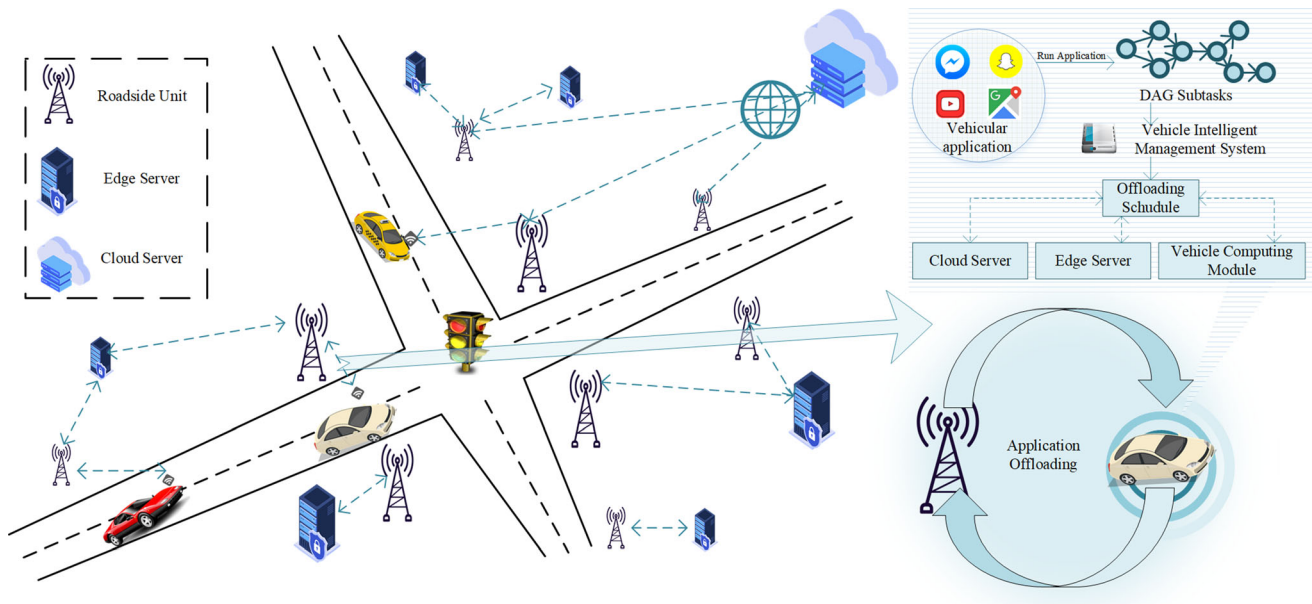 Roadside Unit
Edge Server
Cloud Server
Vehicular
application
Run Application
DAG Subtasks
Vehicle Intelligent
Management System
Offloading
Schudule
Cloud Server
Edge Server
Vehicle Computing
Module
Application
Offloading